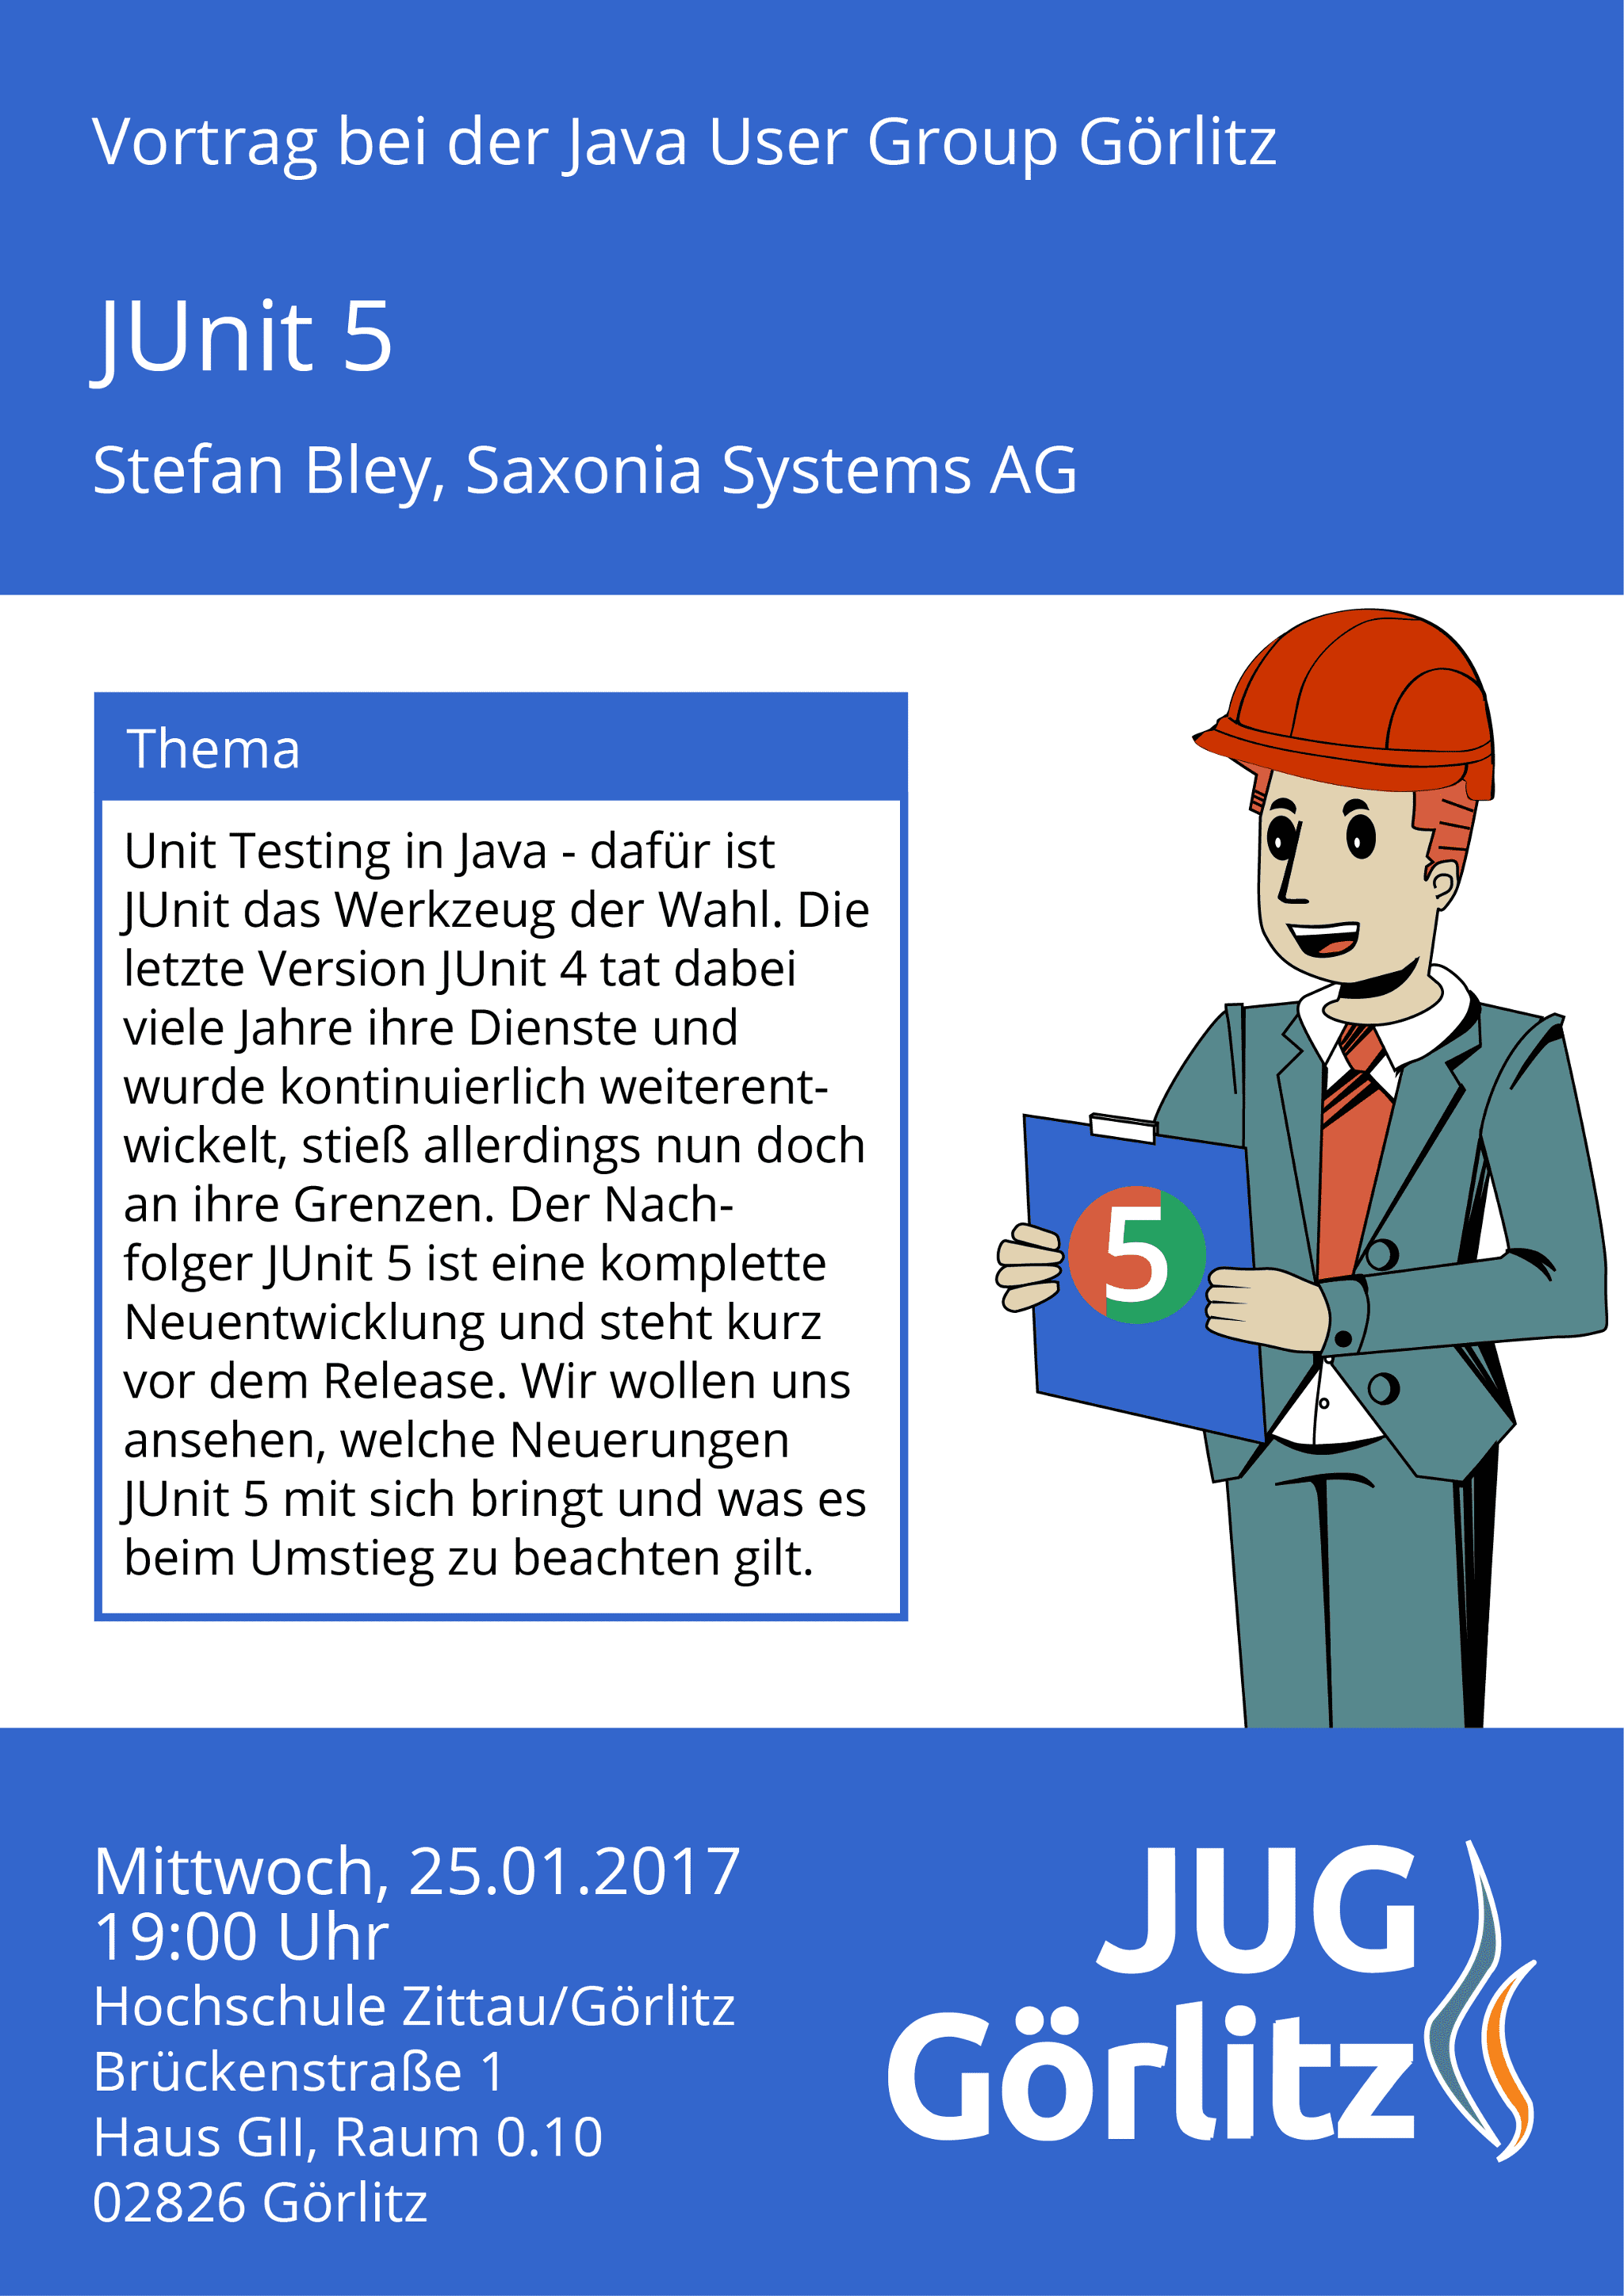 Vortrag bei der Java User Group Görlitz
JUnit 5
Stefan Bley, Saxonia Systems AG
Thema
Unit Testing in Java - dafür ist
JUnit das Werkzeug der Wahl. Die
letzte Version JUnit 4 tat dabei
viele Jahre ihre Dienste und
wurde kontinuierlich weiterent-
wickelt, stieß allerdings nun doch
an ihre Grenzen. Der Nach-
folger JUnit 5 ist eine komplette
Neuentwicklung und steht kurz
vor dem Release. Wir wollen uns
ansehen, welche Neuerungen
JUnit 5 mit sich bringt und was es
beim Umstieg zu beachten gilt.
5
Mittwoch, 25.01.2017
19:00 Uhr
Hochschule Zittau/Görlitz
Brückenstraße 1
Haus GII, Raum 0.10
02826 Görlitz
JUG
Görlitz